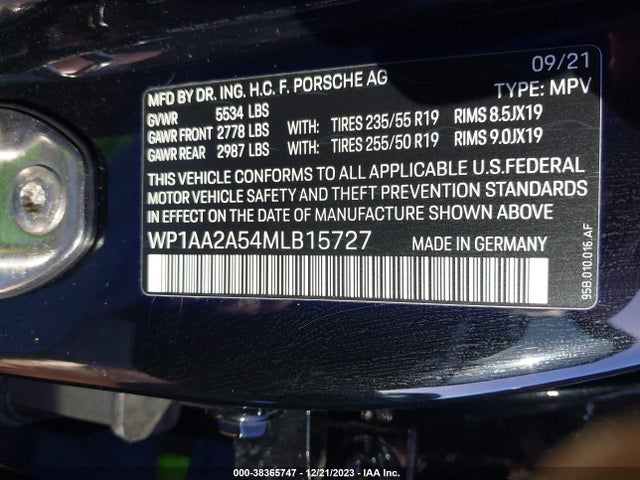 09/21
MFD BY DR. ING. H.C. F. PORSCHE AG TYPE: MPV
GVWR 5534 LBS
GAWR FRONT 2778 LBS WITH: TIRES 235/55 R19 RIMS 8.5JX19
GAWR REAR 2987 LBS WITH: TIRES 255/50 R19 RIMS 9.0JX19
THIS VEHICLE CONFORMS TO ALL APPLICABLE U.S.FEDERAL
MOTOR VEHICLE SAFETY AND THEFT PREVENTION STANDARDS
IN EFFECT ON THE DATE OF MANUFACTURE SHOWN ABOVE
WP1AA2A54MLB15727 MADE IN GERMANY
95B.010.016.AF
000-38365747 - 12/21/2023 - IAA Inc.